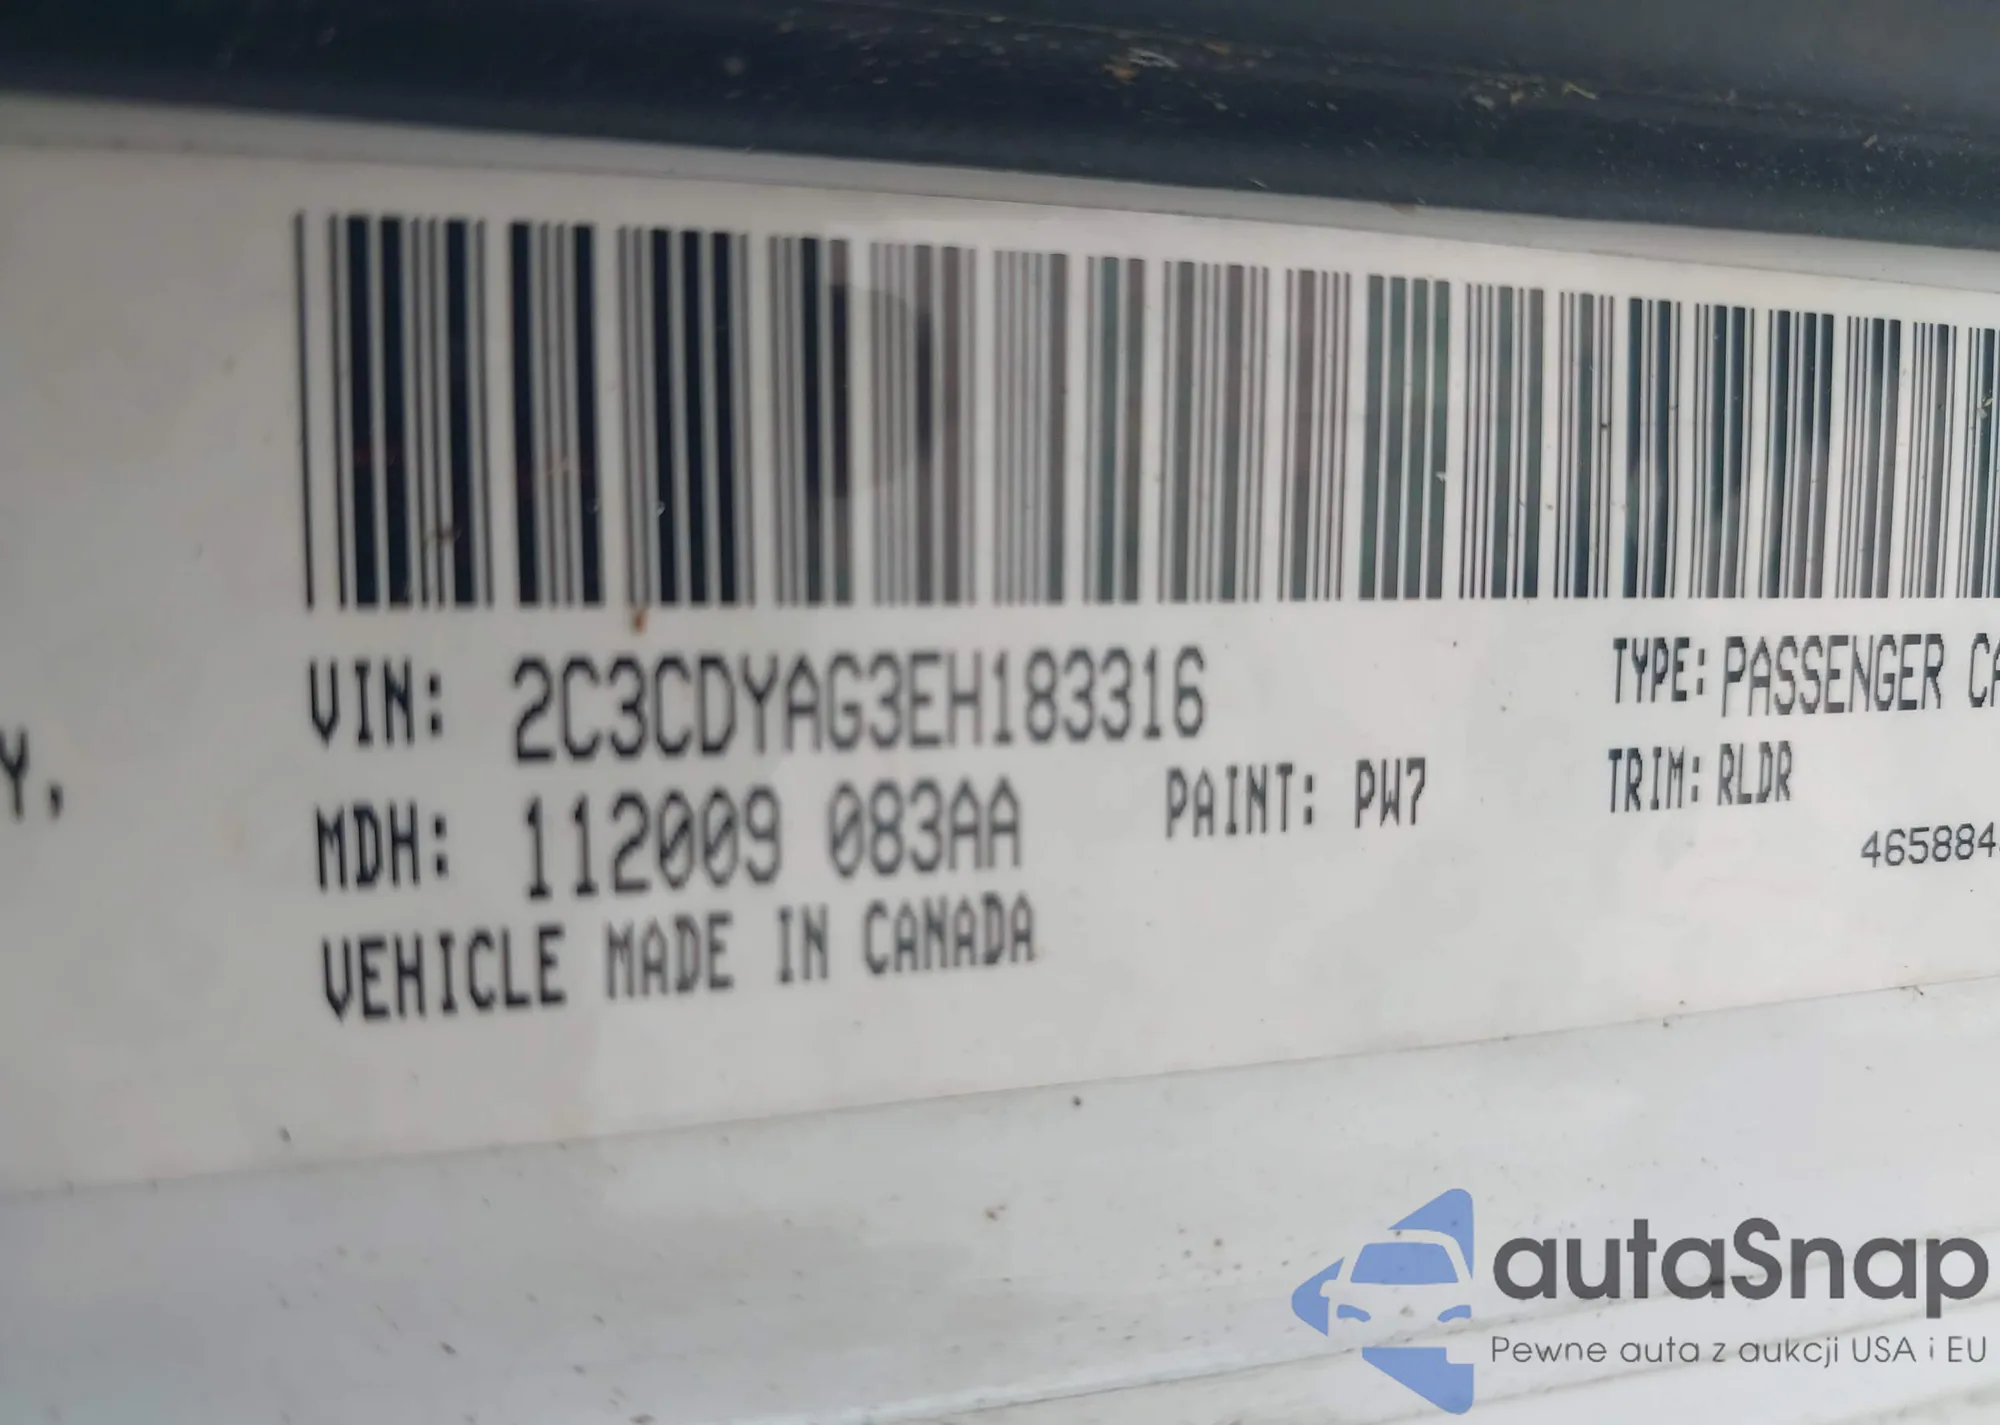 Y,
VIN: 2C3CDYAG3EH183316
TYPE: PASSENGER CA
MDH: 112009 083AA
PAINT: PW7
TRIM: RLDR
VEHICLE MADE IN CANADA
465884
autaSnap
Pewne auta z aukcji USA i EU